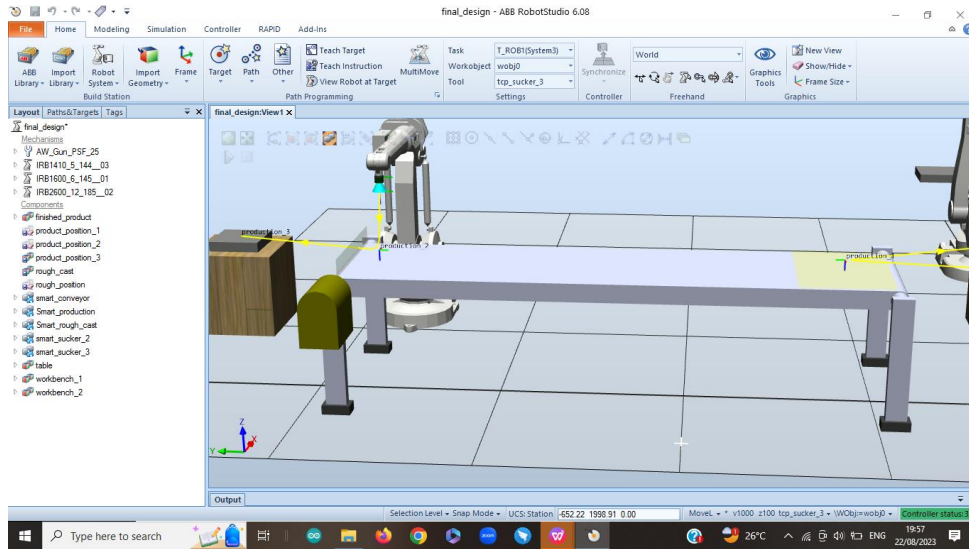 final_design - ABB RobotStudio 6.08
File Home Modeling Simulation Controller RAPID Add-Ins
ABB Library
Import Library
Robot System
Import Geometry
Frame
Build Station
Target
Path
Other
Teach Target
Teach Instruction
View Robot at Target
MultiMove
Path Programming
Task T_ROB1(System3)
Workobject wobj0
Tool tcp_sucker_3
Settings
Synchronize
Controller
World
Freehand
Graphics Tools
New View
Show/Hide
Frame Size
Graphics
Layout Paths&Targets Tags
final_design:View1
final_design*
Mechanisms
AW_Gun_PSF_25
IRB1410_5_144__03
IRB1600_6_145__01
IRB2600_12_185__02
Components
finished_product
product_position_1
product_position_2
product_position_3
rough_cast
rough_position
smart_conveyor
Smart_production
Smart_rough_cast
smart_sucker_2
smart_sucker_3
table
workbench_1
workbench_2
production_3
production_2
production
Z
X
Y
Output
Selection Level Snap Mode UCS: Station -652.22 1998.91 0.00 MoveL * v1000 z100 tcp_sucker_3 \WObj:=wobj0 Controller status: 3
Type here to search
zoom
26°C
ENG
19:57
22/08/2023